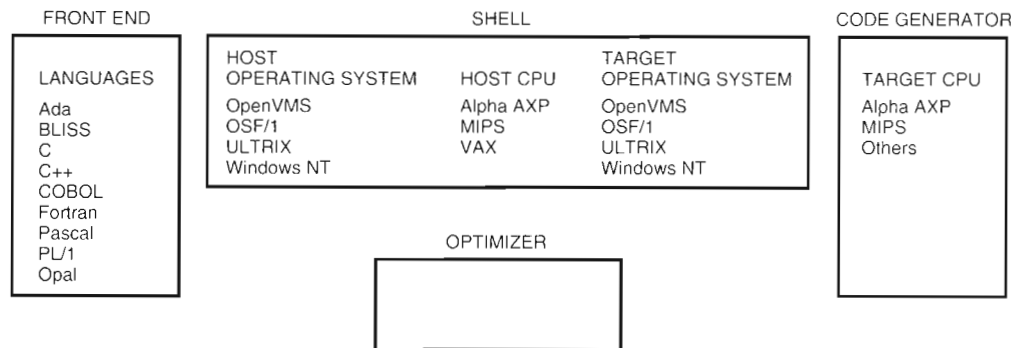 FRONT END
LANGUAGES
Ada
BLISS
C
C++
COBOL
Fortran
Pascal
PL/1
Opal
SHELL
HOST
OPERATING SYSTEM
OpenVMS
OSF/1
ULTRIX
Windows NT
HOST CPU
Alpha AXP
MIPS
VAX
TARGET
OPERATING SYSTEM
OpenVMS
OSF/1
ULTRIX
Windows NT
CODE GENERATOR
TARGET CPU
Alpha AXP
MIPS
Others
OPTIMIZER